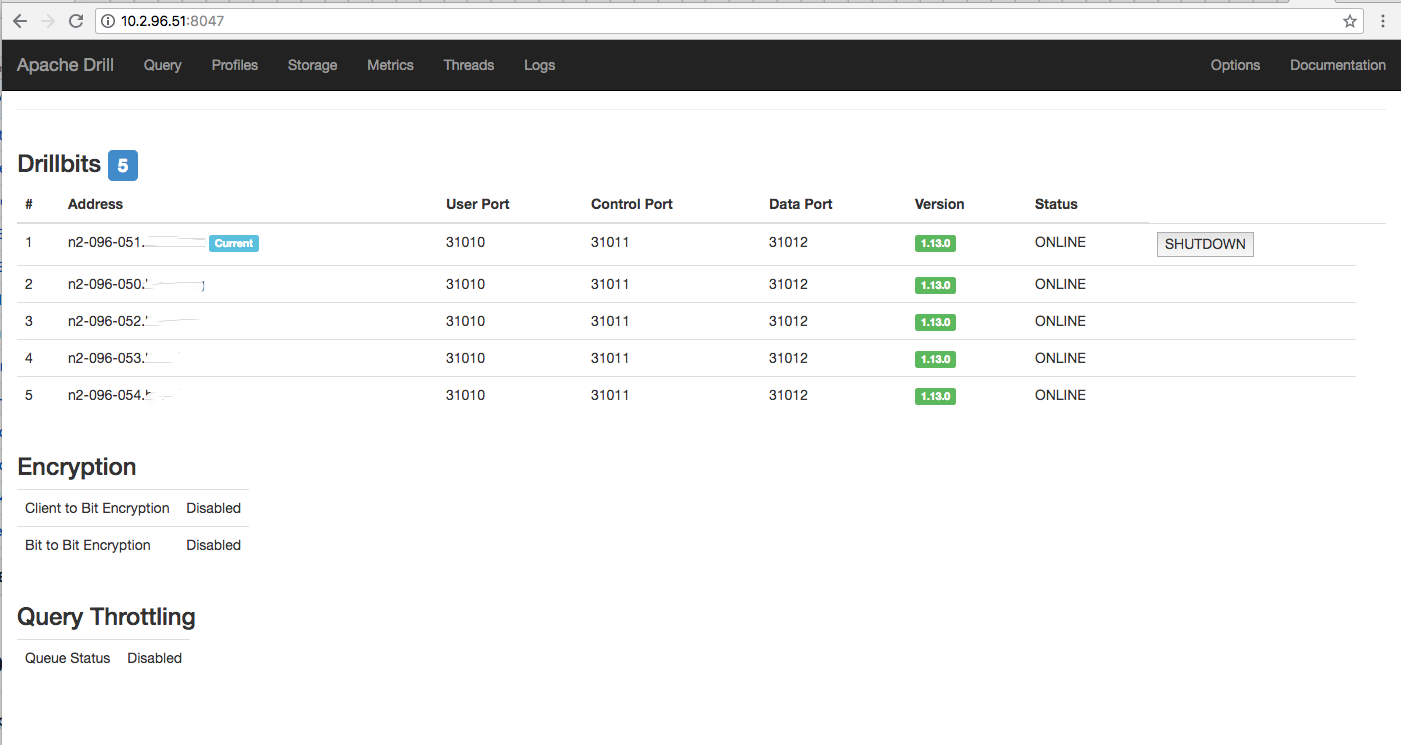 10.2.96.51:8047
Apache Drill Query Profiles Storage Metrics Threads Logs Options Documentation
Drillbits 5
# Address User Port Control Port Data Port Version Status
1 n2-096-051. Current 31010 31011 31012 1.13.0 ONLINE SHUTDOWN
2 n2-096-050. 31010 31011 31012 1.13.0 ONLINE
3 n2-096-052. 31010 31011 31012 1.13.0 ONLINE
4 n2-096-053. 31010 31011 31012 1.13.0 ONLINE
5 n2-096-054. 31010 31011 31012 1.13.0 ONLINE
Encryption
Client to Bit Encryption Disabled
Bit to Bit Encryption Disabled
Query Throttling
Queue Status Disabled